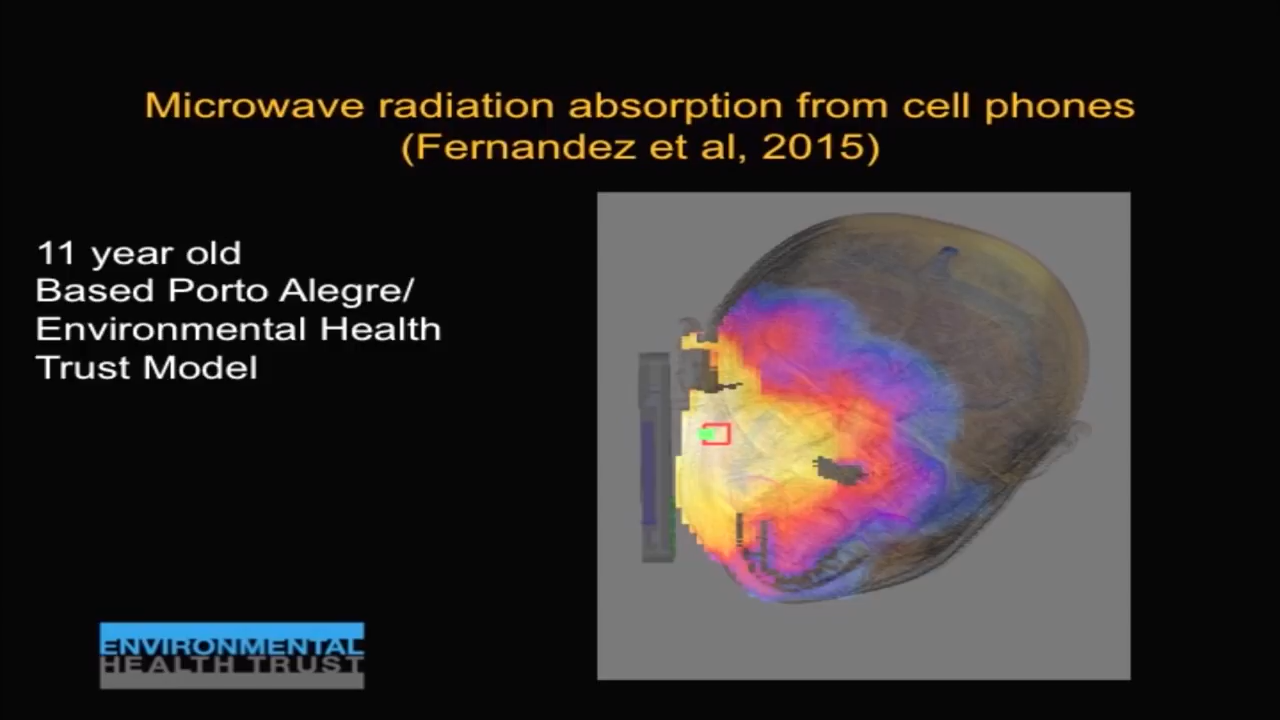 Microwave radiation absorption from cell phones
(Fernandez et al, 2015)
11 year old
Based Porto Alegre/
Environmental Health
Trust Model
ENVIRONMENTAL
HEALTH TRUST